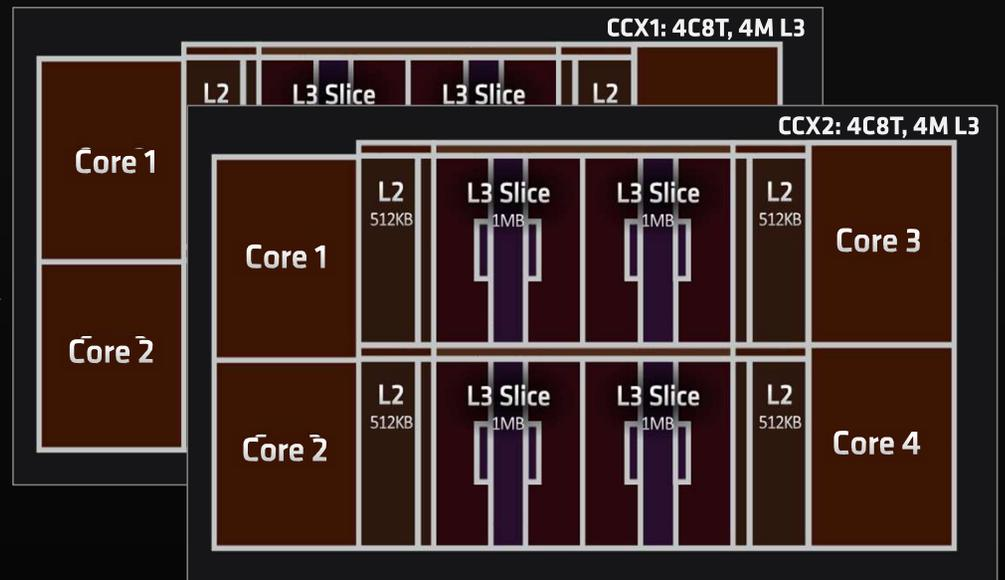 CCX1: 4C8T, 4M L3
L2
L3 Slice
L3 Slice
L2
Core 1
Core 2
CCX2: 4C8T, 4M L3
Core 1
L2
512KB
L3 Slice
1MB
L3 Slice
1MB
L2
512KB
Core 3
Core 2
L2
512KB
L3 Slice
1MB
L3 Slice
1MB
L2
512KB
Core 4